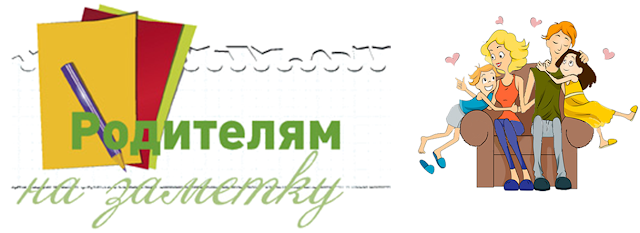 Родителям
на заметку